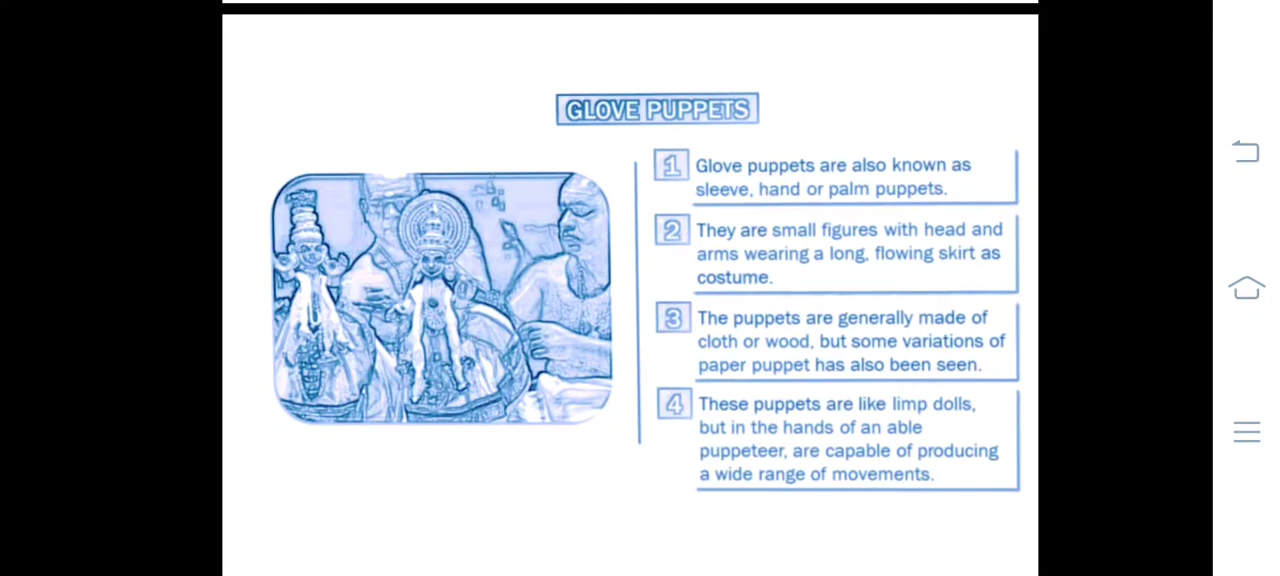 GLOVE PUPPETS
1 Glove puppets are also known as
sleeve, hand or palm puppets.
2 They are small figures with head and
arms wearing a long, flowing skirt as
costume.
3 The puppets are generally made of
cloth or wood, but some variations of
paper puppet has also been seen.
4 These puppets are like limp dolls,
but in the hands of an able
puppeteer, are capable of producing
a wide range of movements.